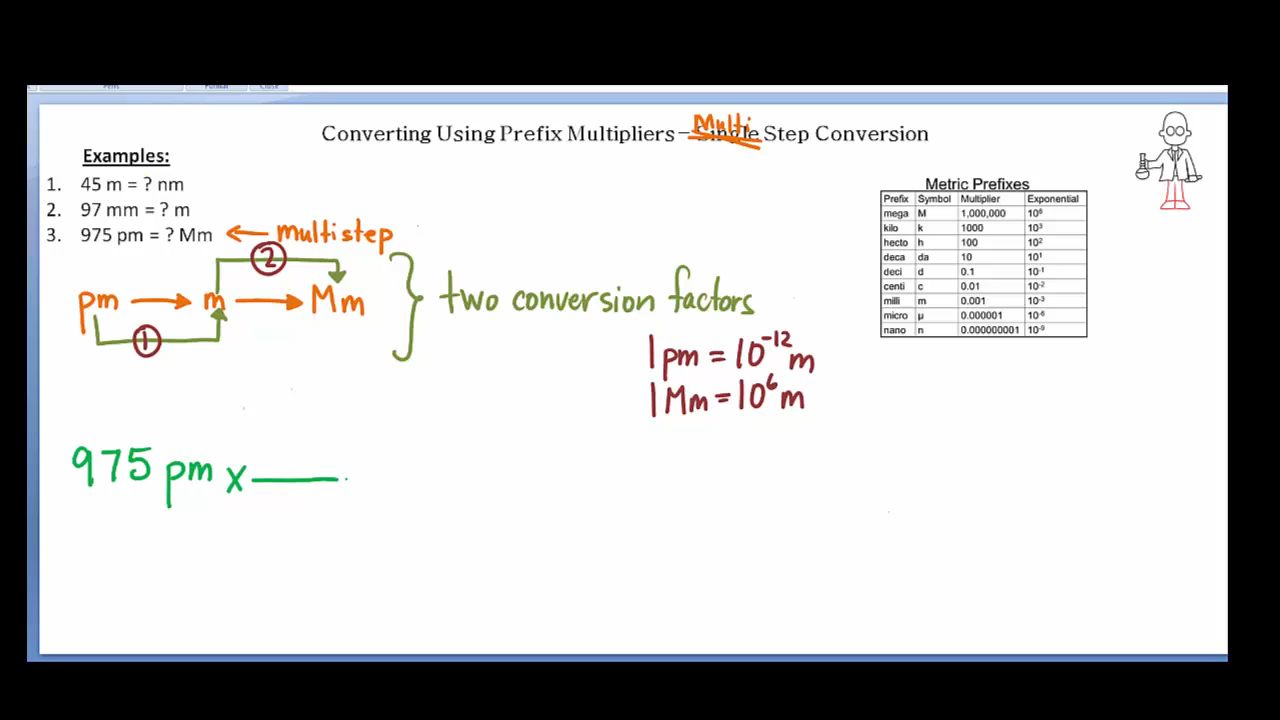 Pens Format Close
Multi
Converting Using Prefix Multipliers – Single Step Conversion
Examples:
1. 45 m = ? nm
2. 97 mm = ? m
3. 975 pm = ? Mm ← multistep
2
pm → m → Mm } two conversion factors
1
1 pm = 10⁻¹² m
1 Mm = 10⁶ m
975 pm x
Metric Prefixes
Prefix Symbol Multiplier Exponential
mega M 1,000,000 10⁶
kilo k 1000 10³
hecto h 100 10²
deca da 10 10¹
deci d 0.1 10⁻¹
centi c 0.01 10⁻²
milli m 0.001 10⁻³
micro µ 0.000001 10⁻⁶
nano n 0.000000001 10⁻⁹